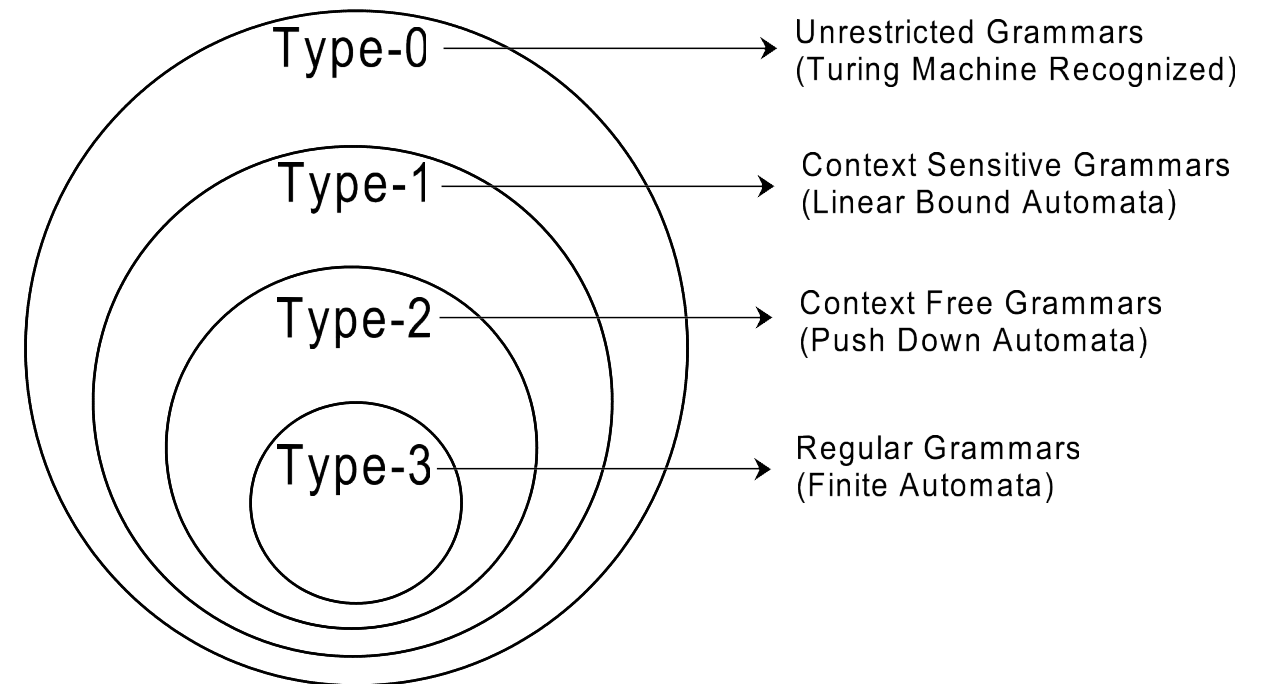 Type-0
Unrestricted Grammars
(Turing Machine Recognized)
Type-1
Context Sensitive Grammars
(Linear Bound Automata)
Type-2
Context Free Grammars
(Push Down Automata)
Type-3
Regular Grammars
(Finite Automata)